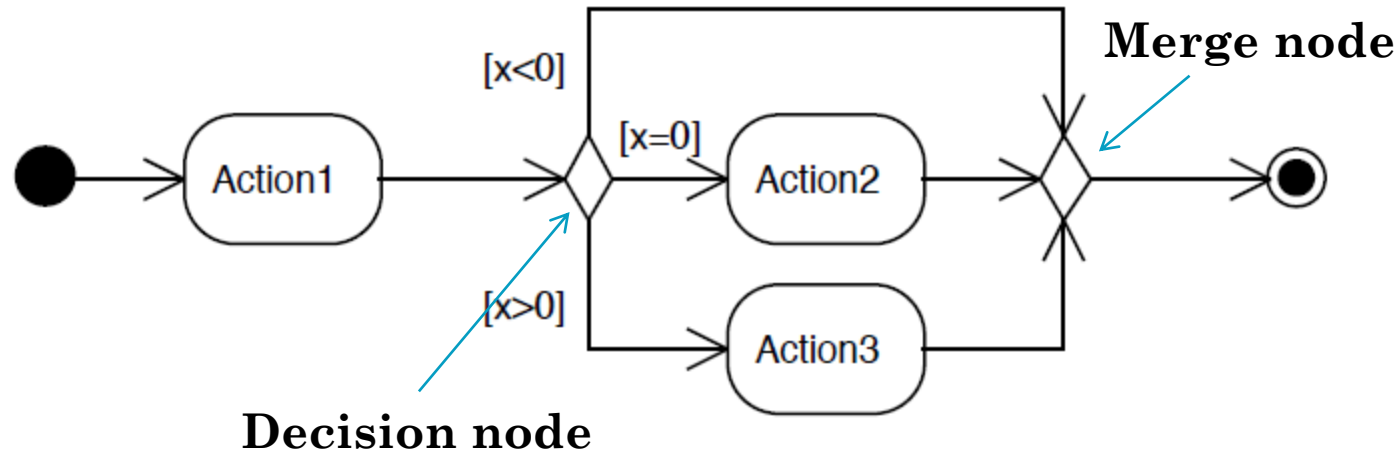 Merge node
[x<0]
[x=0]
Action1
Action2
[x>0]
Action3
Decision node